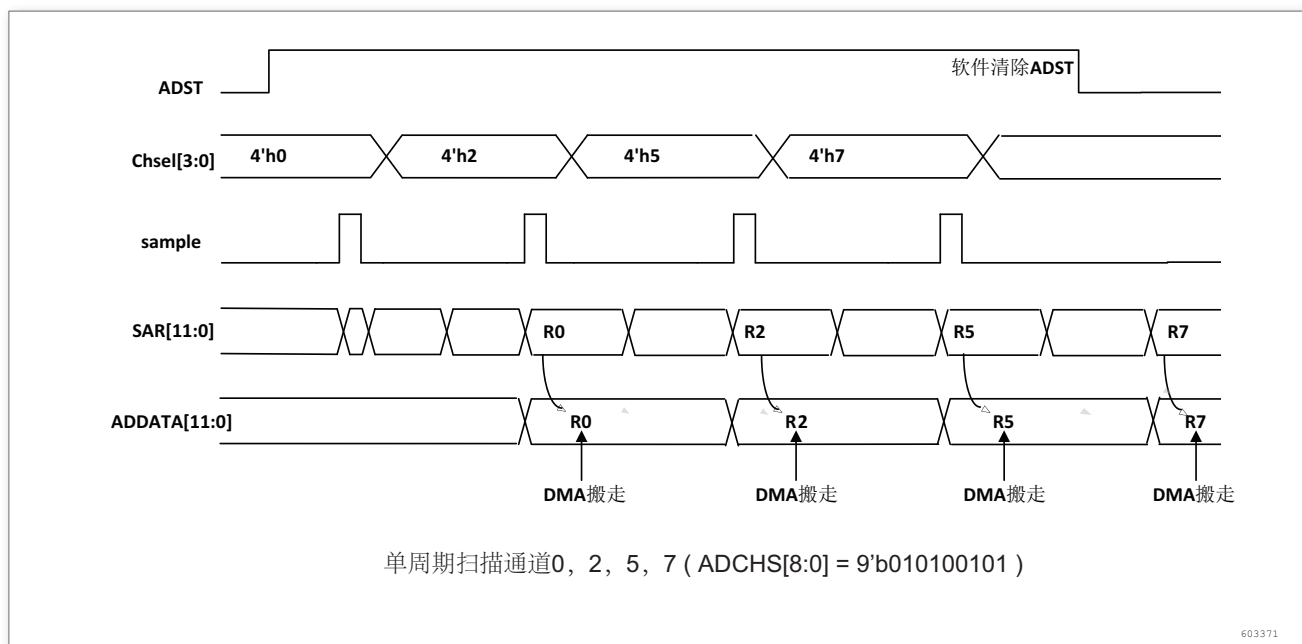 软件清除ADST
ADST
Chsel[3:0] 4'h0 4'h2 4'h5 4'h7
sample
SAR[11:0] R0 R2 R5 R7
ADDATA[11:0] R0 R2 R5 R7
DMA搬走 DMA搬走 DMA搬走 DMA搬走
单周期扫描通道0，2，5，7 ( ADCHS[8:0] = 9’b010100101 )
603371